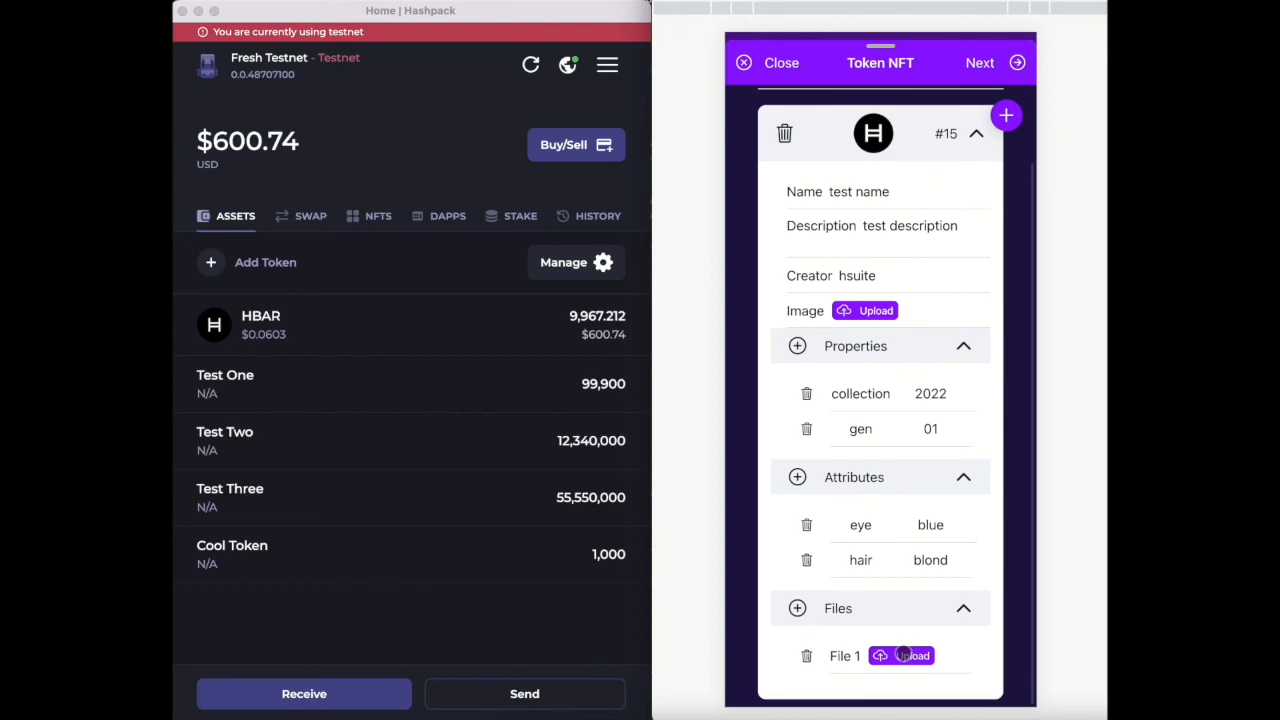 Home | Hashpack
You are currently using testnet
Fresh Testnet - Testnet
0.0.48707100
$600.74
USD
Buy/Sell
ASSETS SWAP NFTS DAPPS STAKE HISTORY
Add Token
Manage
HBAR 9,967.212
$0.0603 $600.74
Test One 99,900
N/A
Test Two 12,340,000
N/A
Test Three 55,550,000
N/A
Cool Token 1,000
N/A
Receive Send
Close Token NFT Next
#15
Name test name
Description test description
Creator hsuite
Image Upload
Properties
collection 2022
gen 01
Attributes
eye blue
hair blond
Files
File 1 Upload